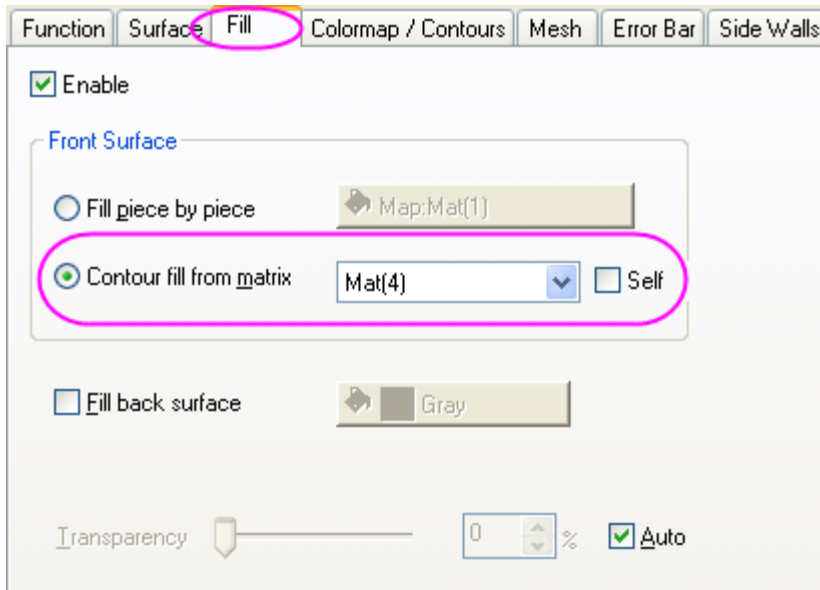 Function Surface Fill Colormap / Contours Mesh Error Bar Side Walls
Enable
Front Surface
Fill piece by piece Map:Mat(1)
Contour fill from matrix Mat(4) Self
Fill back surface Gray
Transparency 0 % Auto